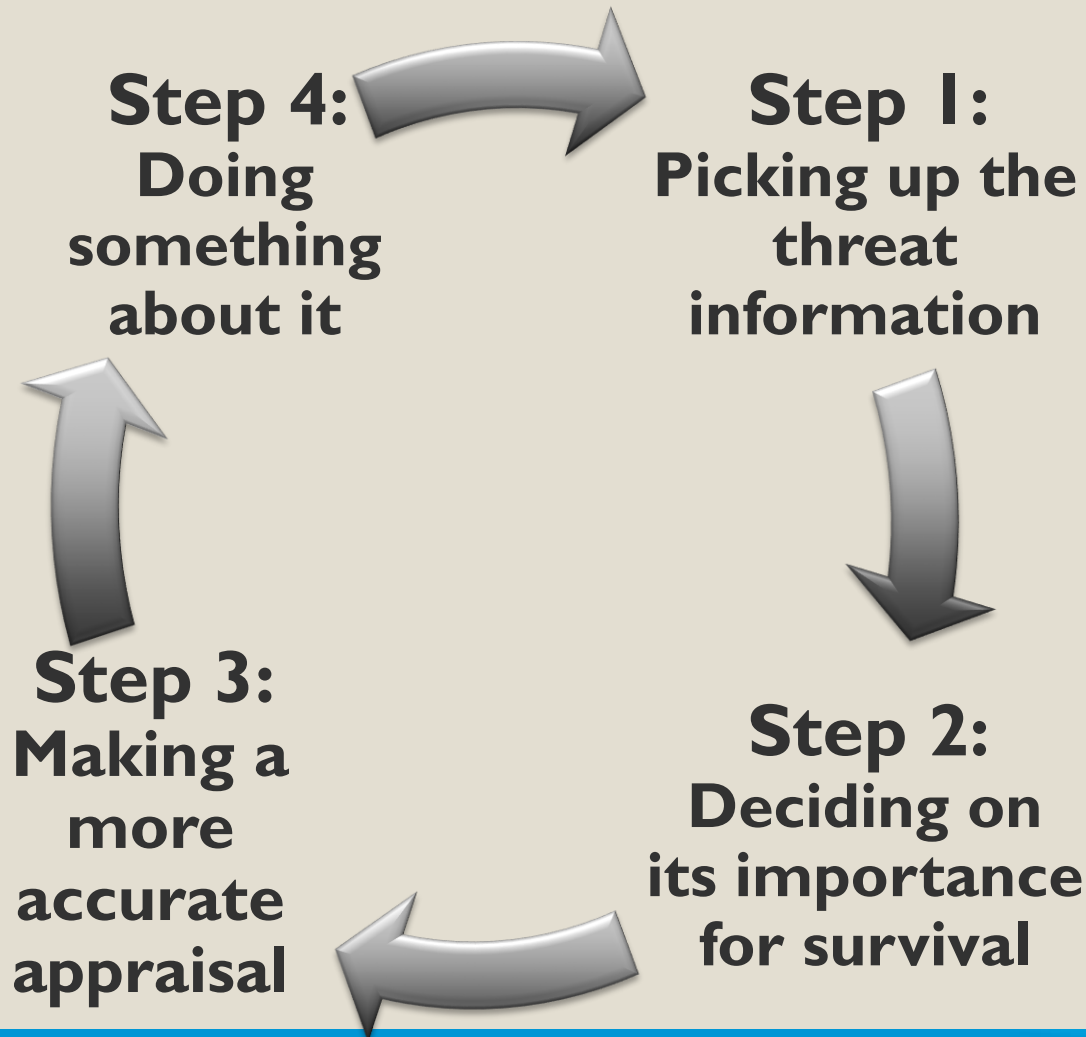 Step 1:
Picking up the
threat
information
Step 2:
Deciding on
its importance
for survival
Step 3:
Making a
more
accurate
appraisal
Step 4:
Doing
something
about it